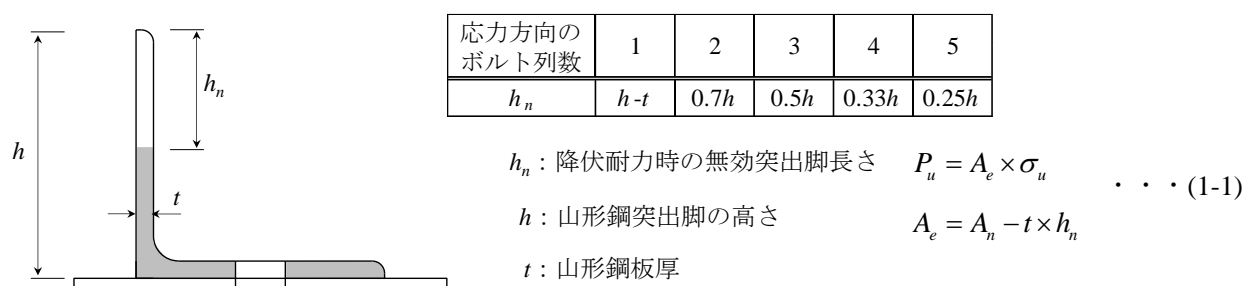 h
h_n
t
応力方向の
ボルト列数 1 2 3 4 5
h_n h-t 0.7h 0.5h 0.33h 0.25h
h_n：降伏耐力時の無効突出脚長さ P_u = A_e × σ_u
・・・(1-1)
h：山形鋼突出脚の高さ A_e = A_n − t × h_n
t：山形鋼板厚